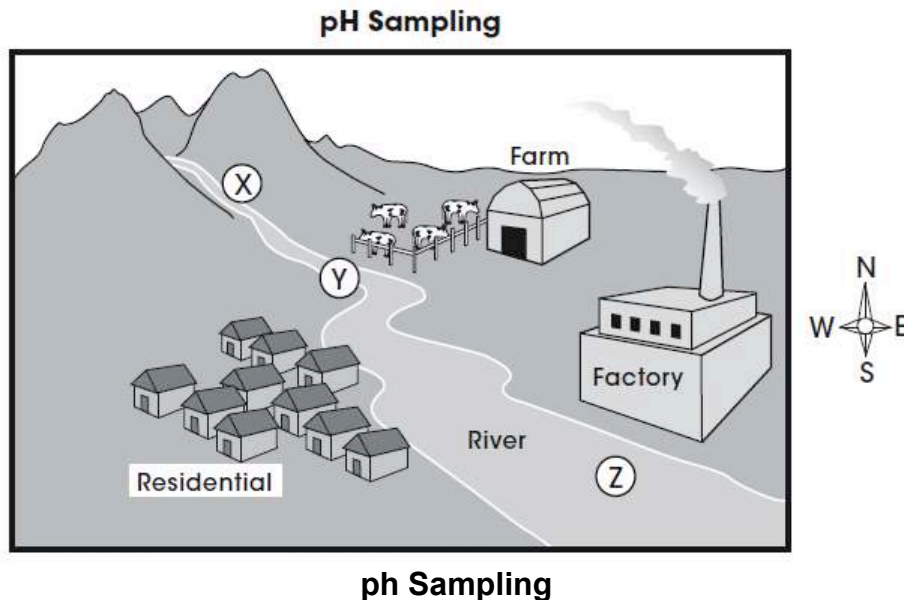 pH Sampling
X
Farm
Y
N
W E
S
Factory
River
Z
Residential
ph Sampling